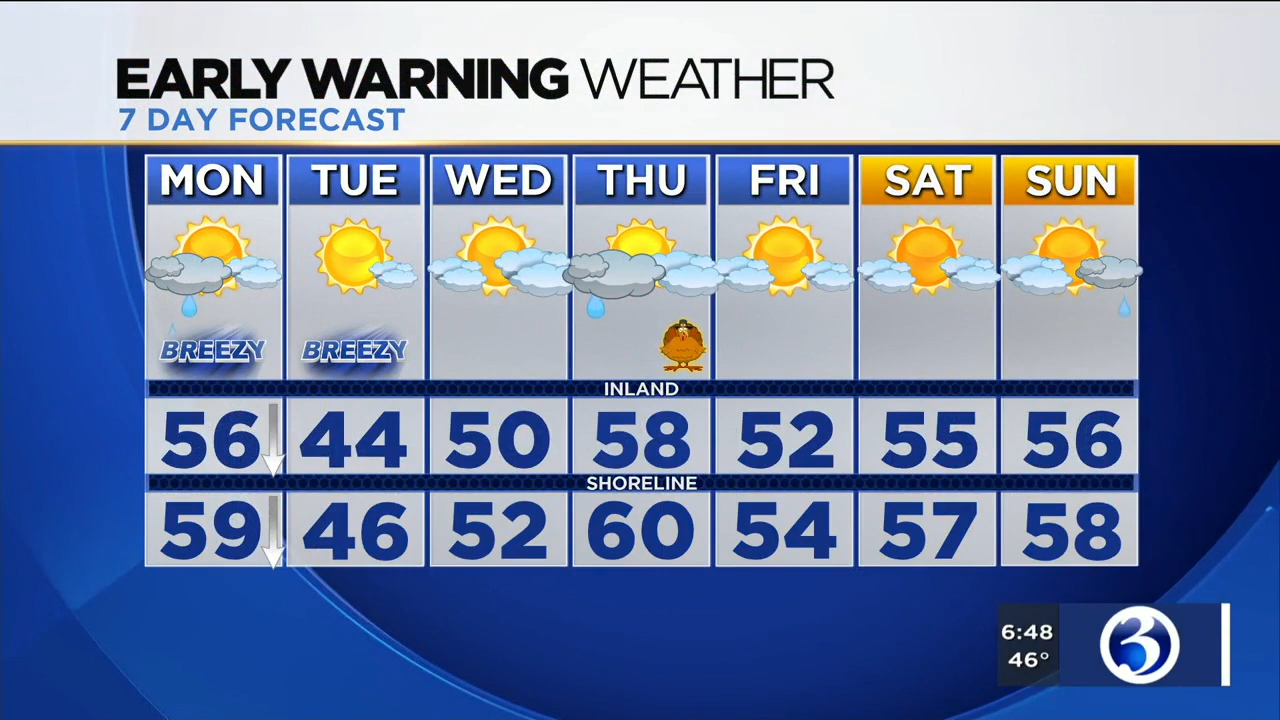 EARLY WARNING WEATHER
7 DAY FORECAST
MON TUE WED THU FRI SAT SUN
BREEZY BREEZY
INLAND
56 44 50 58 52 55 56
SHORELINE
59 46 52 60 54 57 58
6:48
46°
3